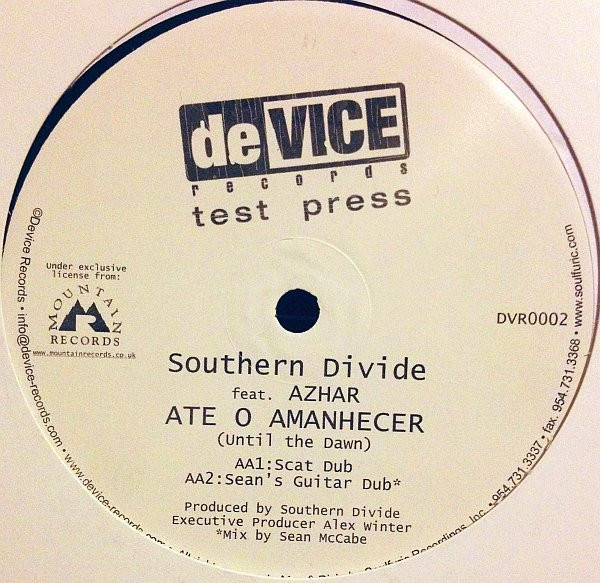 deVICE
records
test press
Under exclusive
license from:
MOUNTAIN
RECORDS
www.mountainrecords.co.uk
DVR0002
Southern Divide
feat. AZHAR
ATE O AMANHECER
(Until the Dawn)
AA1:Scat Dub
AA2:Sean's Guitar Dub*
Produced by Southern Divide
Executive Producer Alex Winter
*Mix by Sean McCabe
©Device Records • info@device-records.com • www.device-records.com •
Soulfuric Recordings, Inc. • 954.731.3337 • fax. 954.731.3368 • www.soulfuric.com